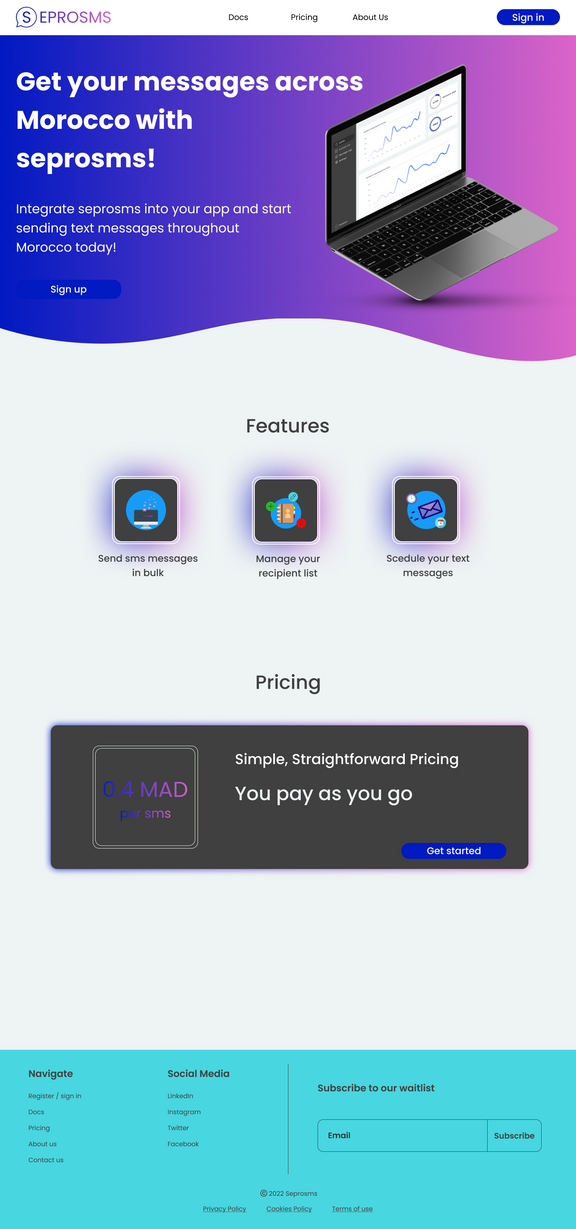 SEPROSMS
Docs
Pricing
About Us
Sign in
Get your messages across
Morocco with
seprosms!
Integrate seprosms into your app and start
sending text messages throughout
Morocco today!
Sign up
Features
Send sms messages
in bulk
Manage your
recipient list
Scedule your text
messages
Pricing
0.4 MAD
per sms
Simple, Straightforward Pricing
You pay as you go
Get started
Navigate
Register / sign in
Docs
Pricing
About us
Contact us
Social Media
LinkedIn
Instagram
Twitter
Facebook
Subscribe to our waitlist
Email
Subscribe
© 2022 Seprosms
Privacy Policy
Cookies Policy
Terms of use